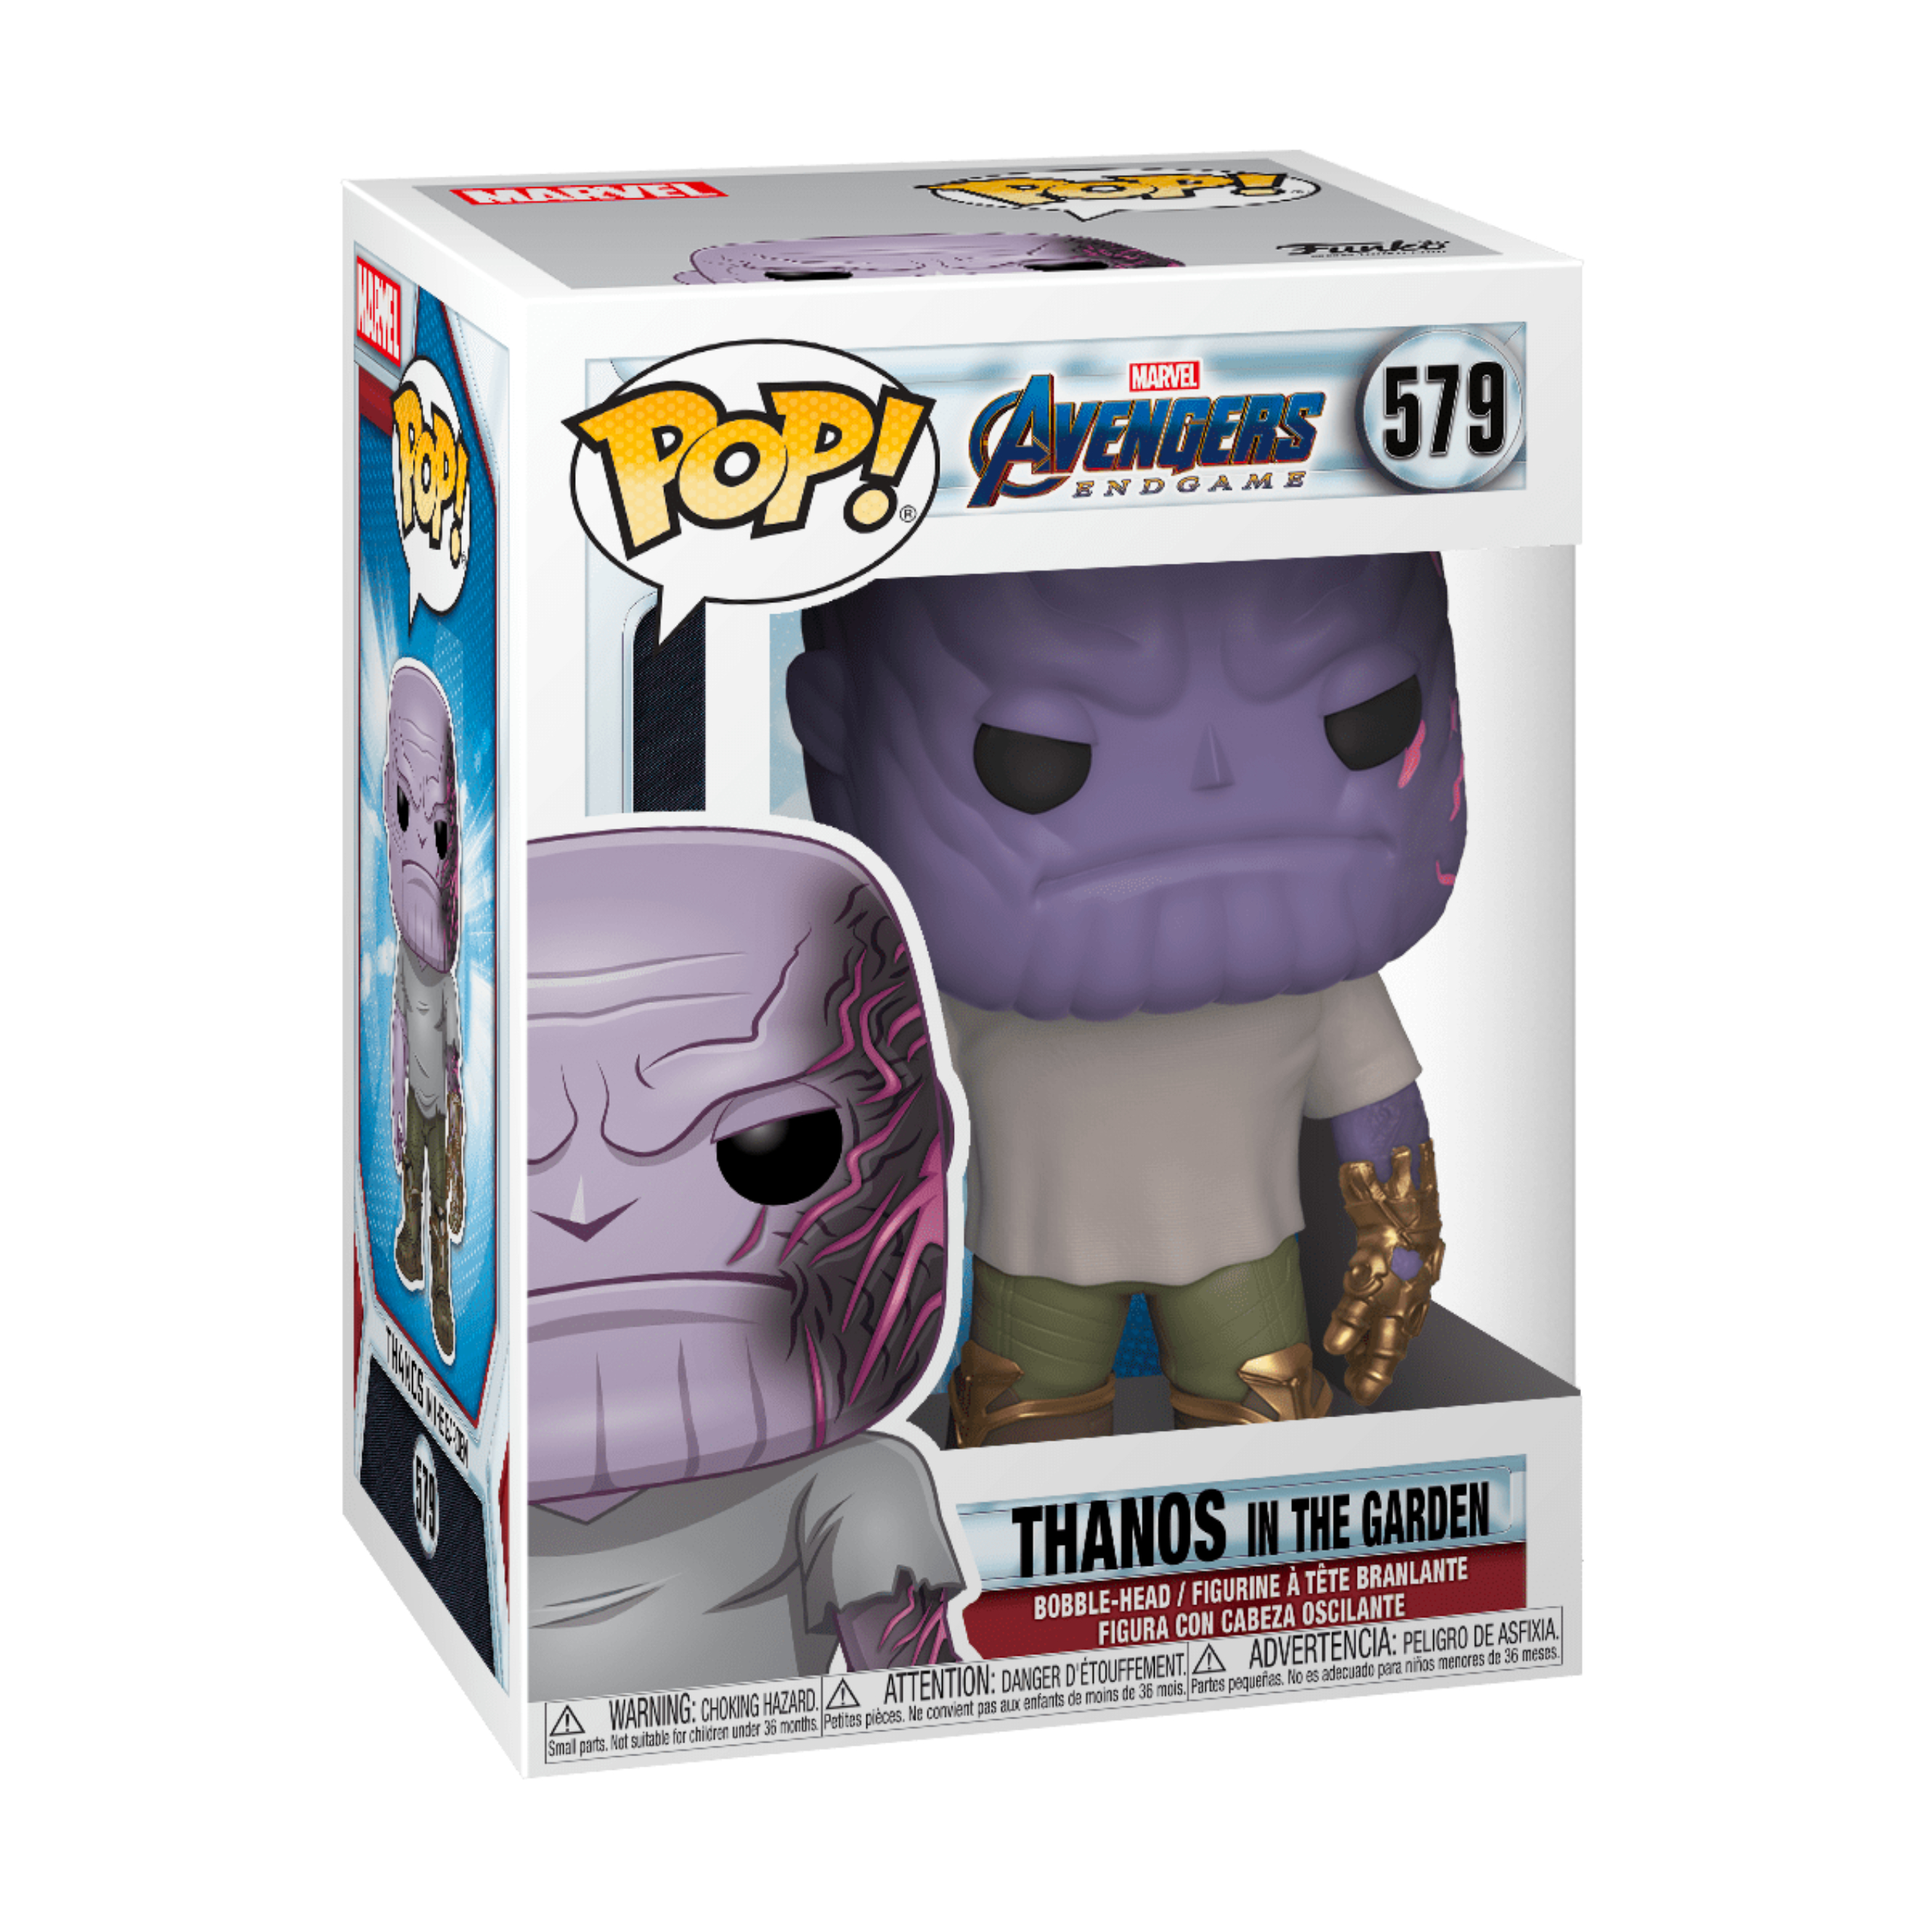 MARVEL
POP!
Funko
MARVEL
POP!
579
POP!®
MARVEL
AVENGERS
ENDGAME
579
THANOS IN THE GARDEN
BOBBLE-HEAD / FIGURINE À TÊTE BRANLANTE
FIGURA CON CABEZA OSCILANTE
WARNING: CHOKING HAZARD.
Small parts. Not suitable for children under 36 months.
ATTENTION: DANGER D'ÉTOUFFEMENT.
Petites pièces. Ne convient pas aux enfants de moins de 36 mois.
ADVERTENCIA: PELIGRO DE ASFIXIA.
Partes pequeñas. No es adecuado para niños menores de 36 meses.